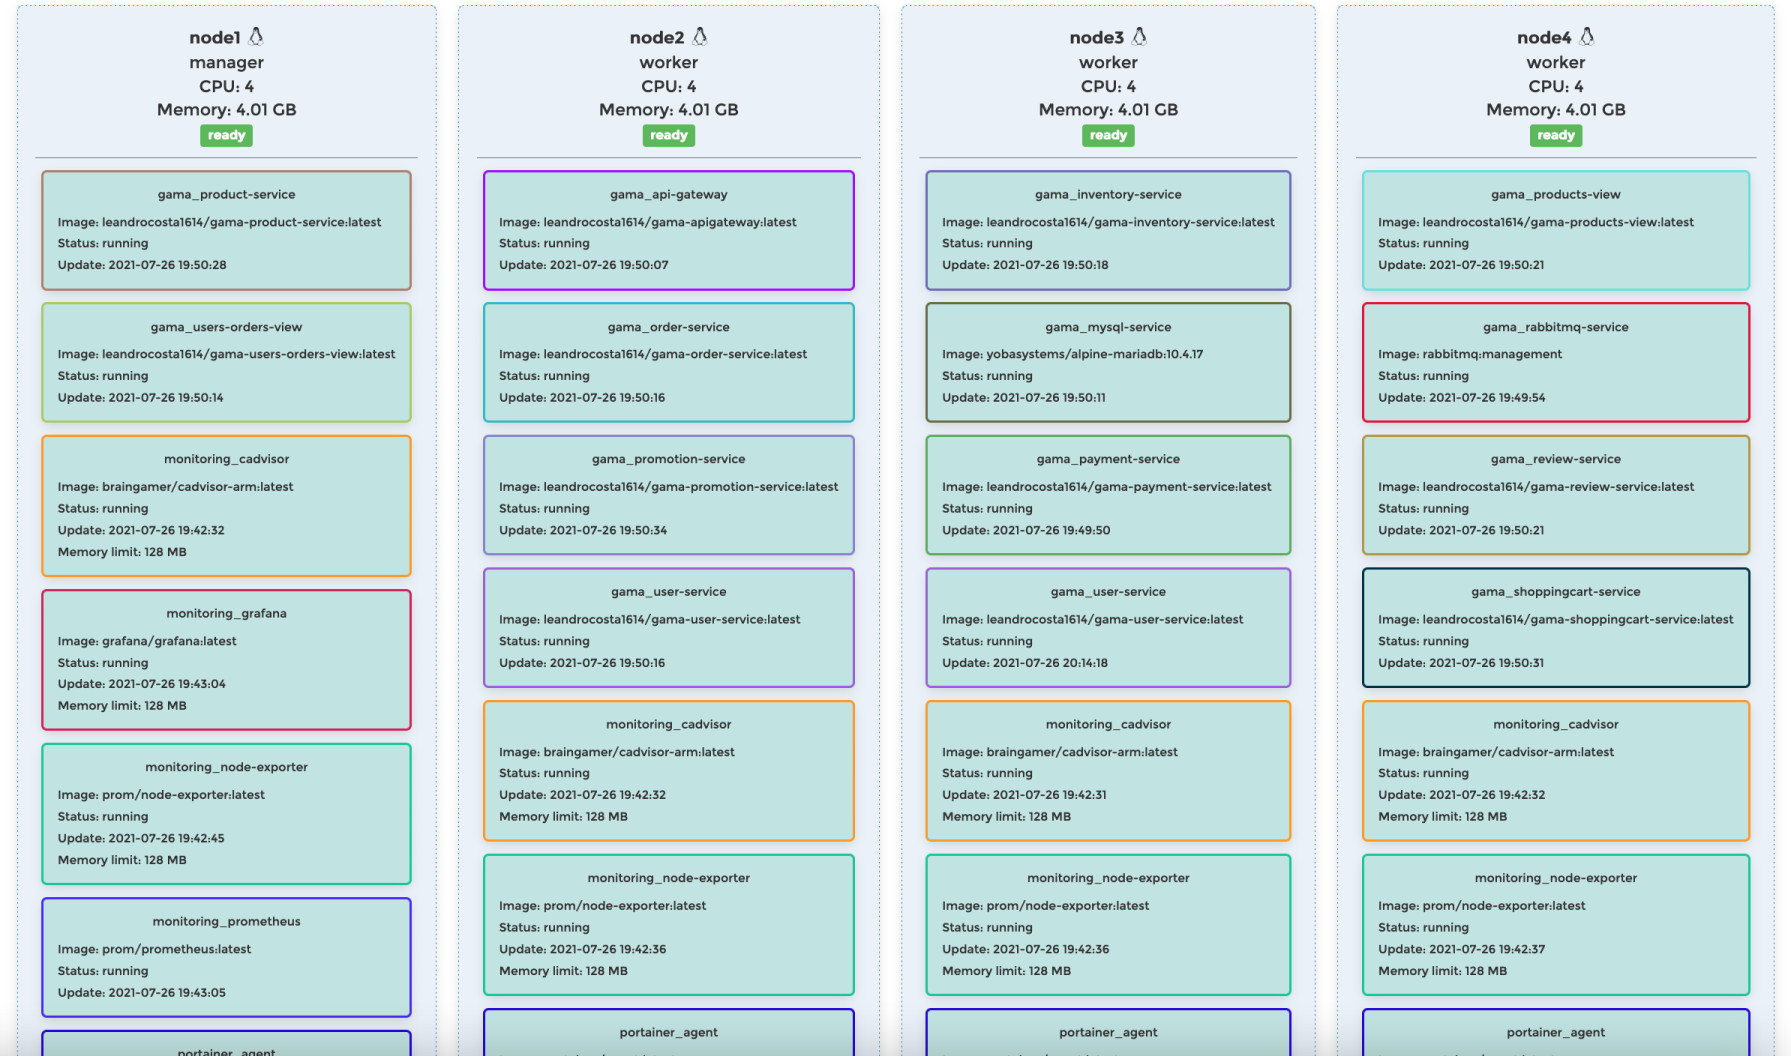 node1
manager
CPU: 4
Memory: 4.01 GB
ready
gama_product-service
Image: leandrocosta1614/gama-product-service:latest
Status: running
Update: 2021-07-26 19:50:28
gama_users-orders-view
Image: leandrocosta1614/gama-users-orders-view:latest
Status: running
Update: 2021-07-26 19:50:14
monitoring_cadvisor
Image: braingamer/cadvisor-arm:latest
Status: running
Update: 2021-07-26 19:42:32
Memory limit: 128 MB
monitoring_grafana
Image: grafana/grafana:latest
Status: running
Update: 2021-07-26 19:43:04
Memory limit: 128 MB
monitoring_node-exporter
Image: prom/node-exporter:latest
Status: running
Update: 2021-07-26 19:42:45
Memory limit: 128 MB
monitoring_prometheus
Image: prom/prometheus:latest
Status: running
Update: 2021-07-26 19:43:05
portainer_agent
node2
worker
CPU: 4
Memory: 4.01 GB
ready
gama_api-gateway
Image: leandrocosta1614/gama-apigateway:latest
Status: running
Update: 2021-07-26 19:50:07
gama_order-service
Image: leandrocosta1614/gama-order-service:latest
Status: running
Update: 2021-07-26 19:50:16
gama_promotion-service
Image: leandrocosta1614/gama-promotion-service:latest
Status: running
Update: 2021-07-26 19:50:34
gama_user-service
Image: leandrocosta1614/gama-user-service:latest
Status: running
Update: 2021-07-26 19:50:16
monitoring_cadvisor
Image: braingamer/cadvisor-arm:latest
Status: running
Update: 2021-07-26 19:42:32
Memory limit: 128 MB
monitoring_node-exporter
Image: prom/node-exporter:latest
Status: running
Update: 2021-07-26 19:42:36
Memory limit: 128 MB
portainer_agent
node3
worker
CPU: 4
Memory: 4.01 GB
ready
gama_inventory-service
Image: leandrocosta1614/gama-inventory-service:latest
Status: running
Update: 2021-07-26 19:50:18
gama_mysql-service
Image: yobasystems/alpine-mariadb:10.4.17
Status: running
Update: 2021-07-26 19:50:11
gama_payment-service
Image: leandrocosta1614/gama-payment-service:latest
Status: running
Update: 2021-07-26 19:49:50
gama_user-service
Image: leandrocosta1614/gama-user-service:latest
Status: running
Update: 2021-07-26 20:14:18
monitoring_cadvisor
Image: braingamer/cadvisor-arm:latest
Status: running
Update: 2021-07-26 19:42:31
Memory limit: 128 MB
monitoring_node-exporter
Image: prom/node-exporter:latest
Status: running
Update: 2021-07-26 19:42:36
Memory limit: 128 MB
portainer_agent
node4
worker
CPU: 4
Memory: 4.01 GB
ready
gama_products-view
Image: leandrocosta1614/gama-products-view:latest
Status: running
Update: 2021-07-26 19:50:21
gama_rabbitmq-service
Image: rabbitmq:management
Status: running
Update: 2021-07-26 19:49:54
gama_review-service
Image: leandrocosta1614/gama-review-service:latest
Status: running
Update: 2021-07-26 19:50:21
gama_shoppingcart-service
Image: leandrocosta1614/gama-shoppingcart-service:latest
Status: running
Update: 2021-07-26 19:50:31
monitoring_cadvisor
Image: braingamer/cadvisor-arm:latest
Status: running
Update: 2021-07-26 19:42:32
Memory limit: 128 MB
monitoring_node-exporter
Image: prom/node-exporter:latest
Status: running
Update: 2021-07-26 19:42:37
Memory limit: 128 MB
portainer_agent